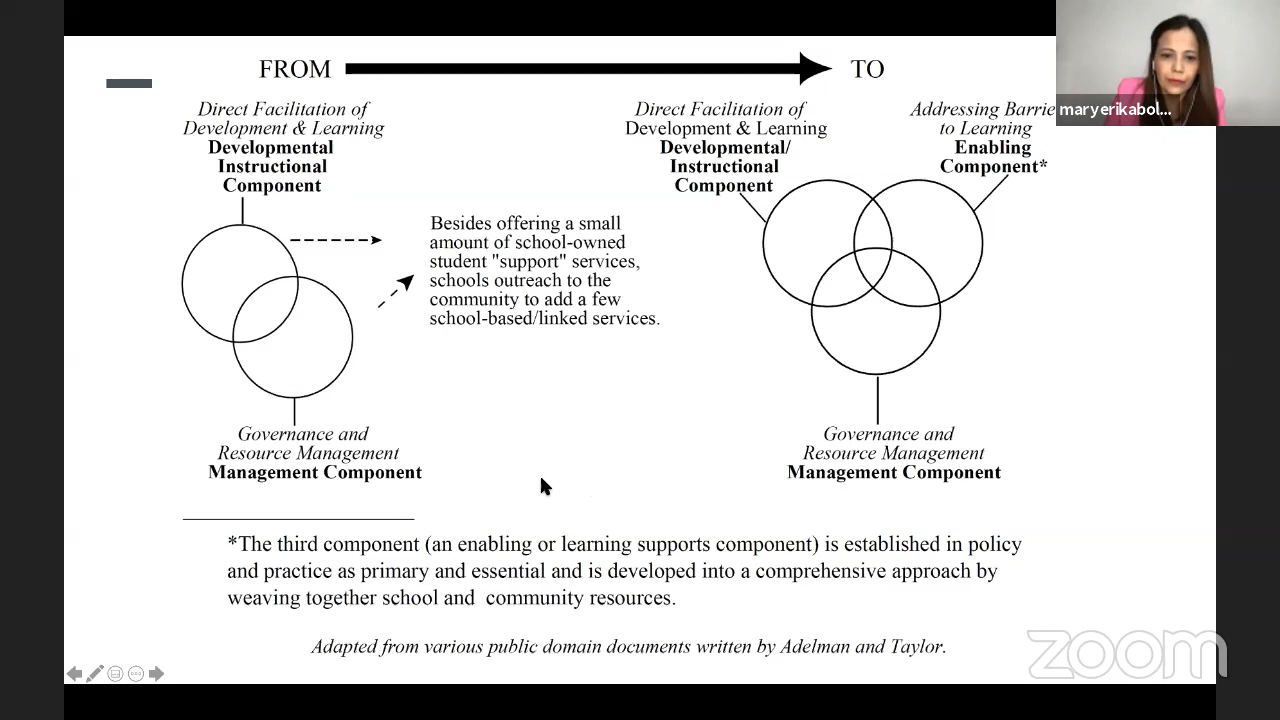 FROM
TO
Direct Facilitation of
Development & Learning
Developmental
Instructional
Component
Besides offering a small
amount of school-owned
student "support" services,
schools outreach to the
community to add a few
school-based/linked services.
Governance and
Resource Management
Management Component
Direct Facilitation of
Development & Learning
Developmental/
Instructional
Component
Addressing Barrie
to Learning
Enabling
Component*
Governance and
Resource Management
Management Component
maryerikabol...
*The third component (an enabling or learning supports component) is established in policy
and practice as primary and essential and is developed into a comprehensive approach by
weaving together school and community resources.
Adapted from various public domain documents written by Adelman and Taylor.
zoom